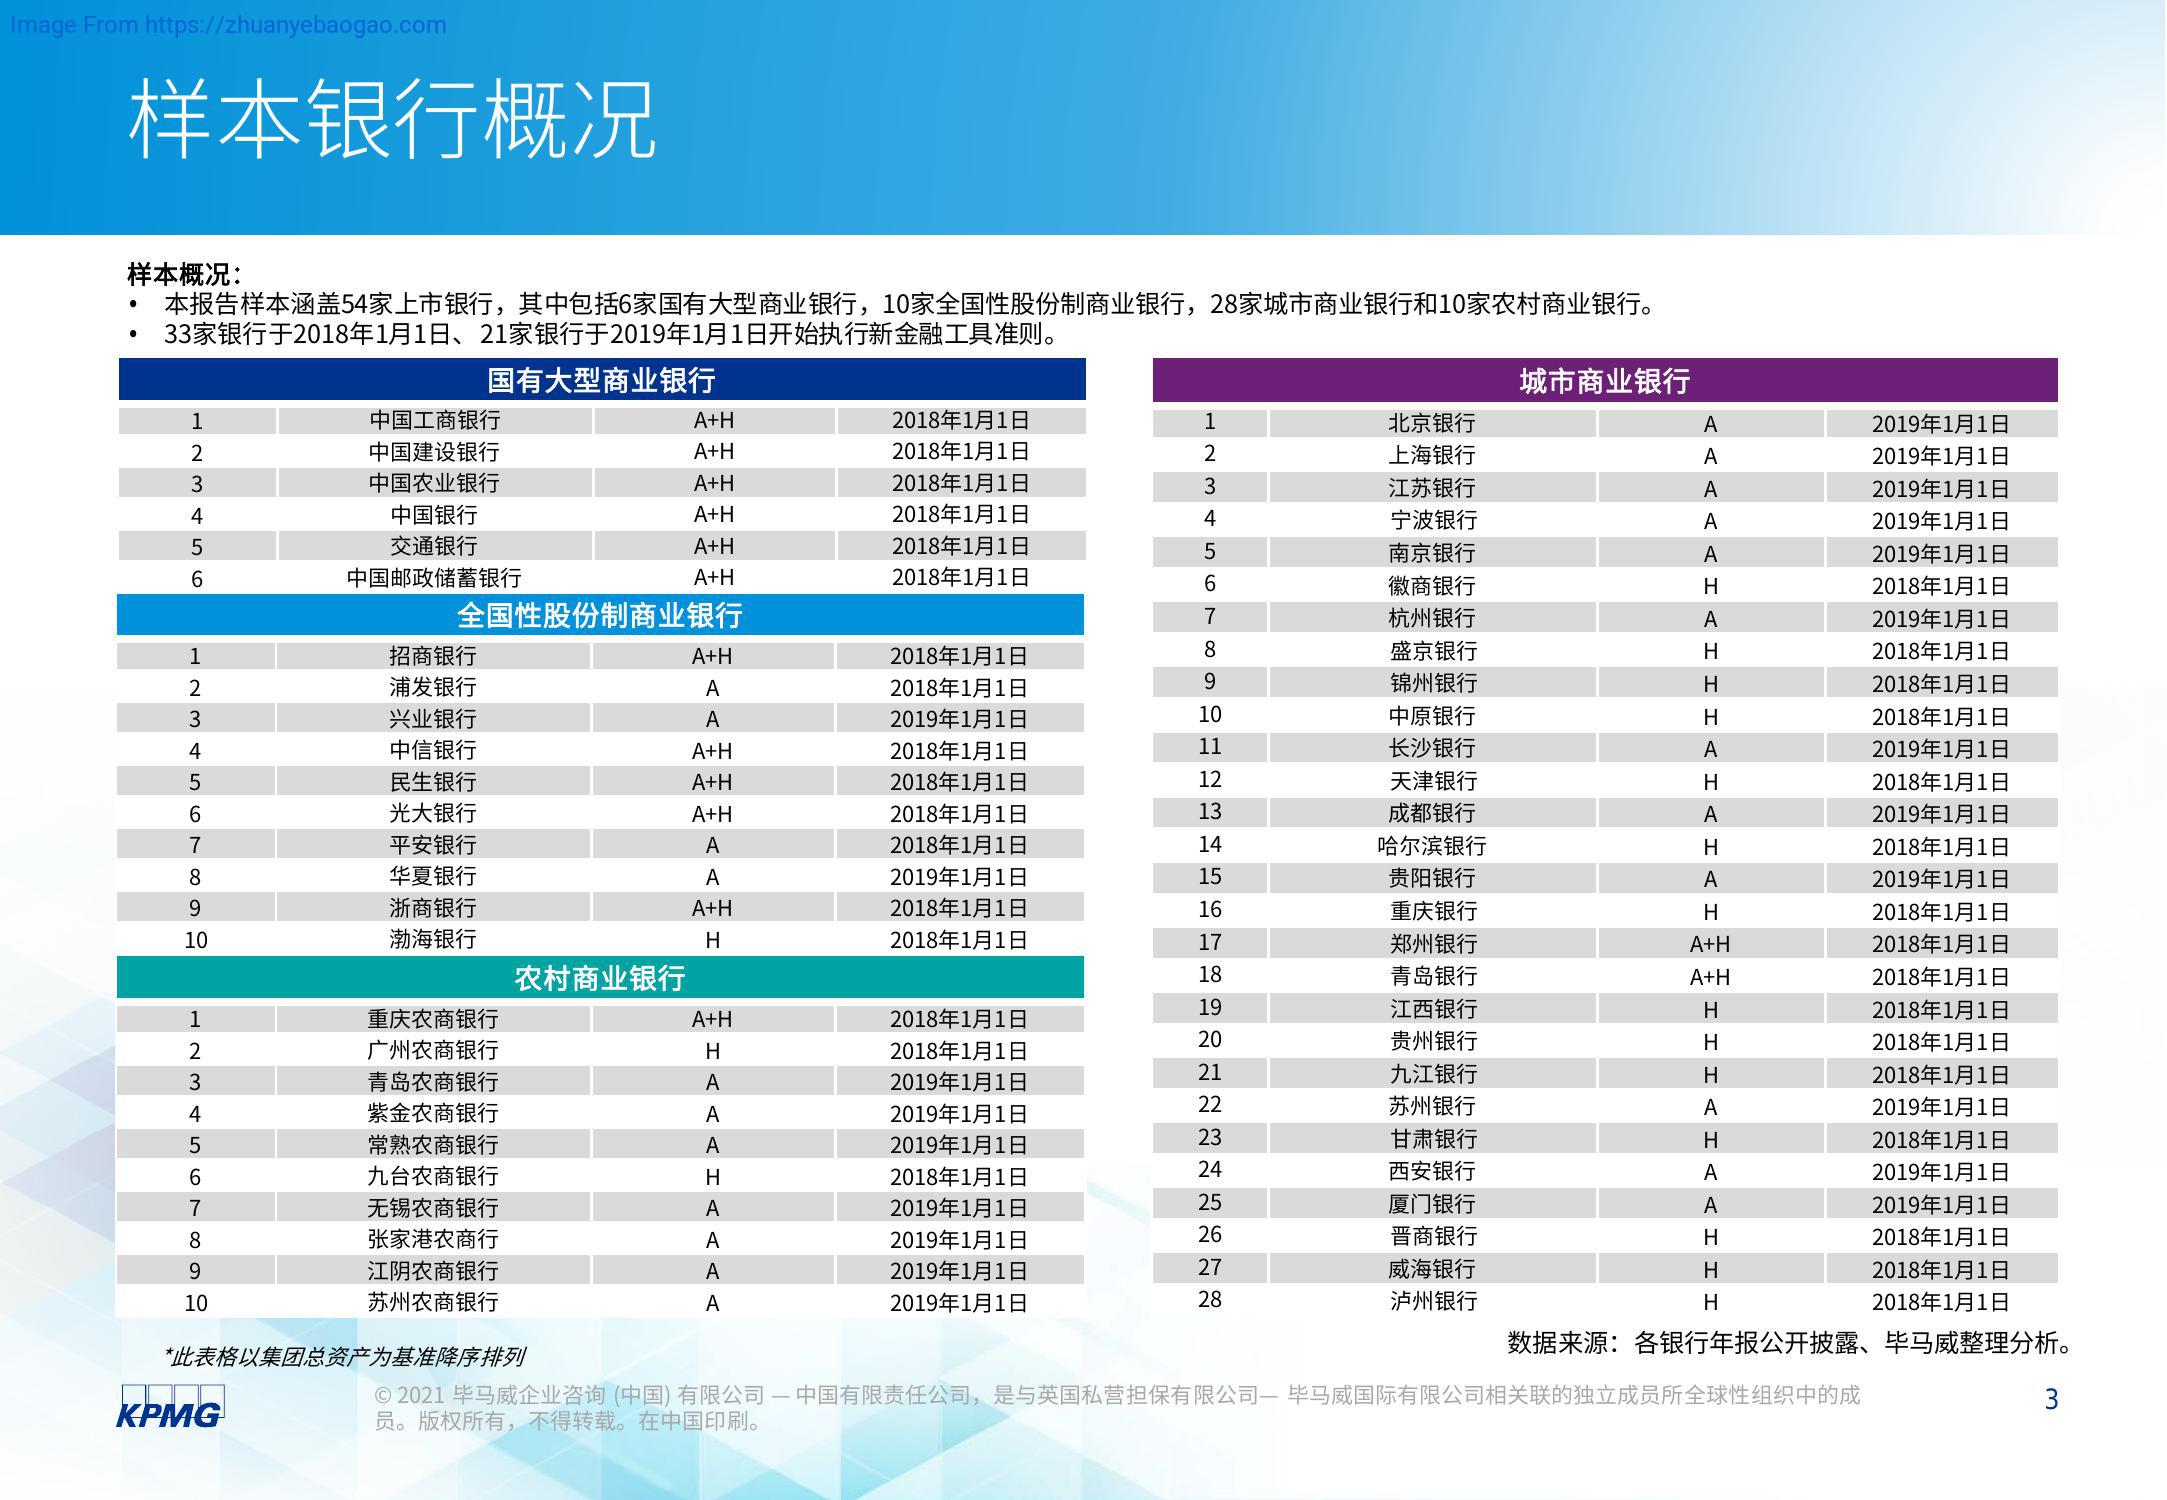 Image From https://zhuanyebaogao.com
样本银行概况
样本概况：
• 本报告样本涵盖54家上市银行，其中包括6家国有大型商业银行，10家全国性股份制商业银行，28家城市商业银行和10家农村商业银行。
• 33家银行于2018年1月1日、21家银行于2019年1月1日开始执行新金融工具准则。
国有大型商业银行
1 中国工商银行 A+H 2018年1月1日
2 中国建设银行 A+H 2018年1月1日
3 中国农业银行 A+H 2018年1月1日
4 中国银行 A+H 2018年1月1日
5 交通银行 A+H 2018年1月1日
6 中国邮政储蓄银行 A+H 2018年1月1日
全国性股份制商业银行
1 招商银行 A+H 2018年1月1日
2 浦发银行 A 2018年1月1日
3 兴业银行 A 2019年1月1日
4 中信银行 A+H 2018年1月1日
5 民生银行 A+H 2018年1月1日
6 光大银行 A+H 2018年1月1日
7 平安银行 A 2018年1月1日
8 华夏银行 A 2019年1月1日
9 浙商银行 A+H 2018年1月1日
10 渤海银行 H 2018年1月1日
农村商业银行
1 重庆农商银行 A+H 2018年1月1日
2 广州农商银行 H 2018年1月1日
3 青岛农商银行 A 2019年1月1日
4 紫金农商银行 A 2019年1月1日
5 常熟农商银行 A 2019年1月1日
6 九台农商银行 H 2018年1月1日
7 无锡农商银行 A 2019年1月1日
8 张家港农商行 A 2019年1月1日
9 江阴农商银行 A 2019年1月1日
10 苏州农商银行 A 2019年1月1日
*此表格以集团总资产为基准降序排列
城市商业银行
1 北京银行 A 2019年1月1日
2 上海银行 A 2019年1月1日
3 江苏银行 A 2019年1月1日
4 宁波银行 A 2019年1月1日
5 南京银行 A 2019年1月1日
6 徽商银行 H 2018年1月1日
7 杭州银行 A 2019年1月1日
8 盛京银行 H 2018年1月1日
9 锦州银行 H 2018年1月1日
10 中原银行 H 2018年1月1日
11 长沙银行 A 2019年1月1日
12 天津银行 H 2018年1月1日
13 成都银行 A 2019年1月1日
14 哈尔滨银行 H 2018年1月1日
15 贵阳银行 A 2019年1月1日
16 重庆银行 H 2018年1月1日
17 郑州银行 A+H 2018年1月1日
18 青岛银行 A+H 2018年1月1日
19 江西银行 H 2018年1月1日
20 贵州银行 H 2018年1月1日
21 九江银行 H 2018年1月1日
22 苏州银行 A 2019年1月1日
23 甘肃银行 H 2018年1月1日
24 西安银行 A 2019年1月1日
25 厦门银行 A 2019年1月1日
26 晋商银行 H 2018年1月1日
27 威海银行 H 2018年1月1日
28 泸州银行 H 2018年1月1日
数据来源：各银行年报公开披露、毕马威整理分析。
KPMG
© 2021 毕马威企业咨询 (中国) 有限公司 — 中国有限责任公司，是与英国私营担保有限公司— 毕马威国际有限公司相关联的独立成员所全球性组织中的成
员。版权所有，不得转载。在中国印刷。
3